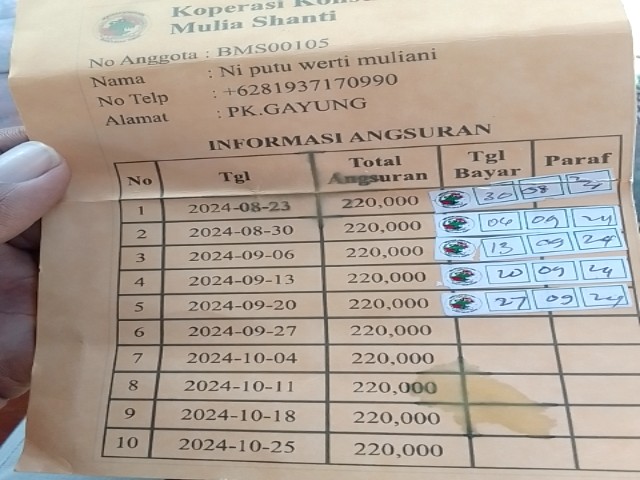 Koperasi Konsu
Mulia Shanti
No Anggota : BMS00105
Nama : Ni putu werti muliani
No Telp : +6281937170990
Alamat : PK.GAYUNG
INFORMASI ANGSURAN
No Tgl Total Angsuran Tgl Bayar Paraf
1 2024-08-23 220,000 30 08 24
2 2024-08-30 220,000 06 09 24
3 2024-09-06 220,000 13 09 24
4 2024-09-13 220,000 20 09 24
5 2024-09-20 220,000 27 09 24
6 2024-09-27 220,000
7 2024-10-04 220,000
8 2024-10-11 220,000
9 2024-10-18 220,000
10 2024-10-25 220,000